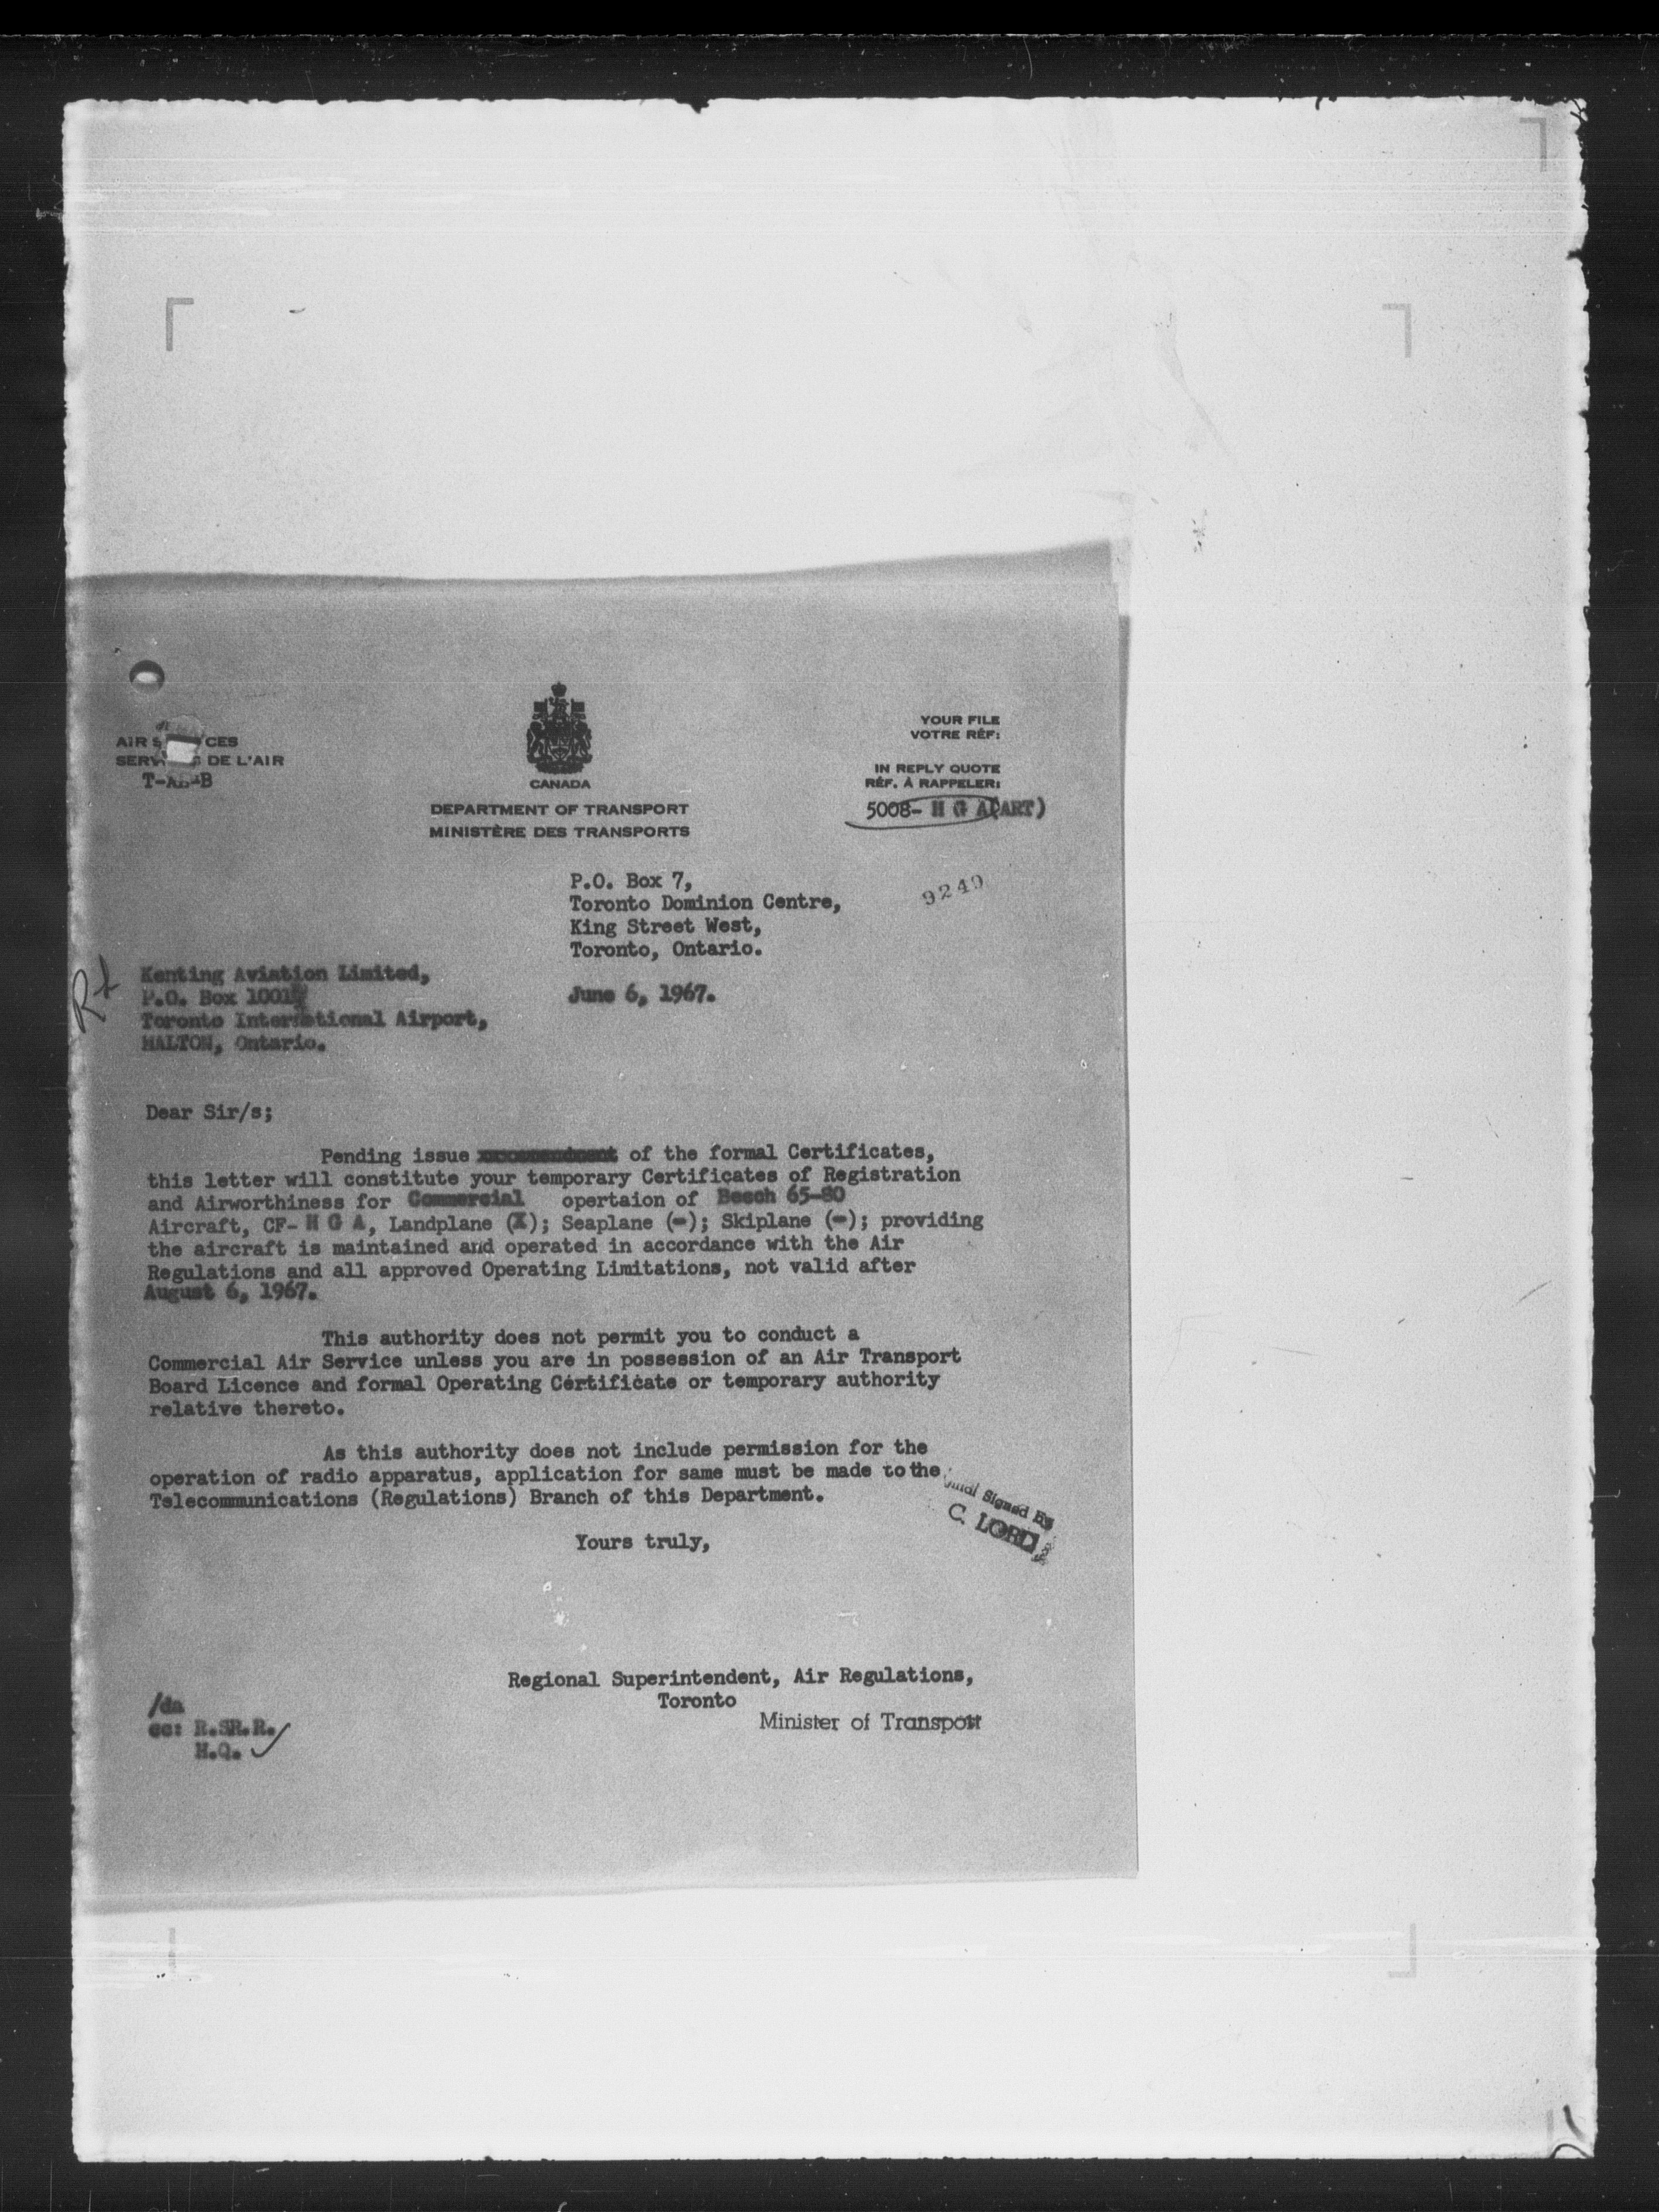 AIR S CES
SERV DE L'AIR
CANADA
DEPARTMENT OF TRANSPORT
MINISTÈRE DES TRANSPORTS
YOUR FILE
VOTRE RÉF:
IN REPLY QUOTE
RÉF. À RAPPELER:
5008- H G A(ART)
P.O. Box 7,
Toronto Dominion Centre,
King Street West,
Toronto, Ontario.
9240
Kenting Aviation Limited,
P.O. Box
Toronto International Airport,
MALTON, Ontario.
June 6, 1967.
Dear Sir/s;
Pending issue of the formal Certificates,
this letter will constitute your temporary Certificates of Registration
and Airworthiness for Commercial opertaion of Beech 65-80
Aircraft, CF- H G A, Landplane (X); Seaplane (-); Skiplane (-); providing
the aircraft is maintained and operated in accordance with the Air
Regulations and all approved Operating Limitations, not valid after
August 6, 1967.
This authority does not permit you to conduct a
Commercial Air Service unless you are in possession of an Air Transport
Board Licence and formal Operating Certificate or temporary authority
relative thereto.
As this authority does not include permission for the
operation of radio apparatus, application for same must be made to the
Telecommunications (Regulations) Branch of this Department.
Signed By
C. LORD
Yours truly,
Regional Superintendent, Air Regulations,
Toronto
Minister of Transport
/da
cc: R.SR.R.
H.Q.